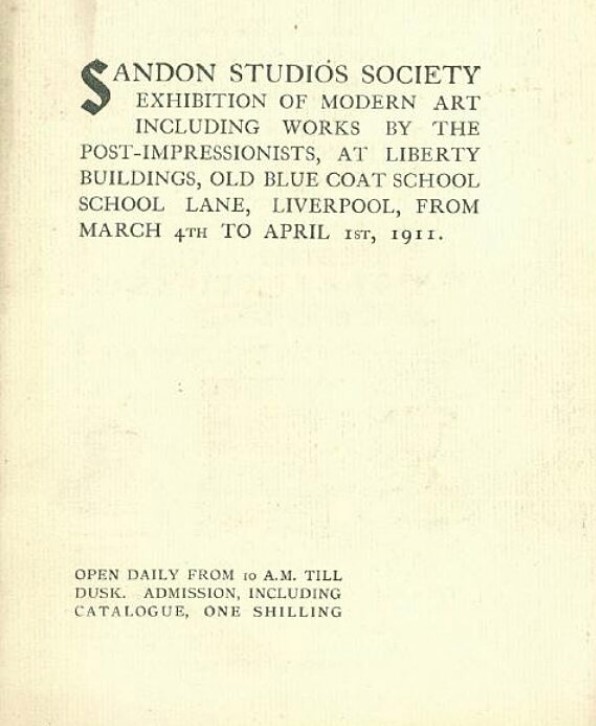 SANDON STUDIOS SOCIETY
EXHIBITION OF MODERN ART
INCLUDING WORKS BY THE
POST-IMPRESSIONISTS, AT LIBERTY
BUILDINGS, OLD BLUE COAT SCHOOL
SCHOOL LANE, LIVERPOOL, FROM
MARCH 4TH TO APRIL 1ST, 1911.
OPEN DAILY FROM 10 A.M. TILL
DUSK. ADMISSION, INCLUDING
CATALOGUE, ONE SHILLING